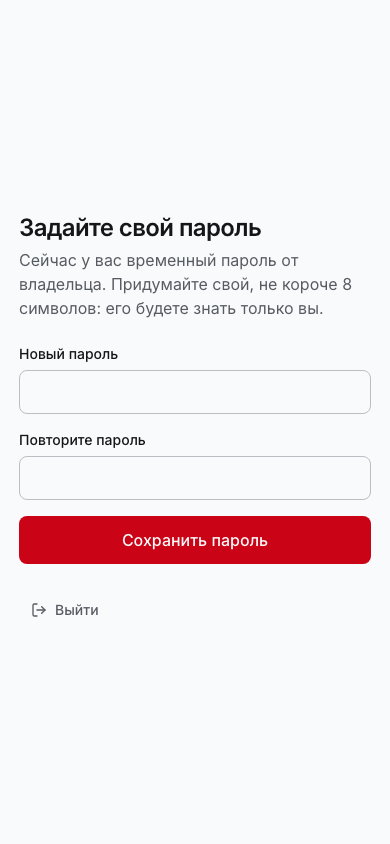 Задайте свой пароль
Сейчас у вас временный пароль от
владельца. Придумайте свой, не короче 8
символов: его будете знать только вы.
Новый пароль
Повторите пароль
Сохранить пароль
Выйти